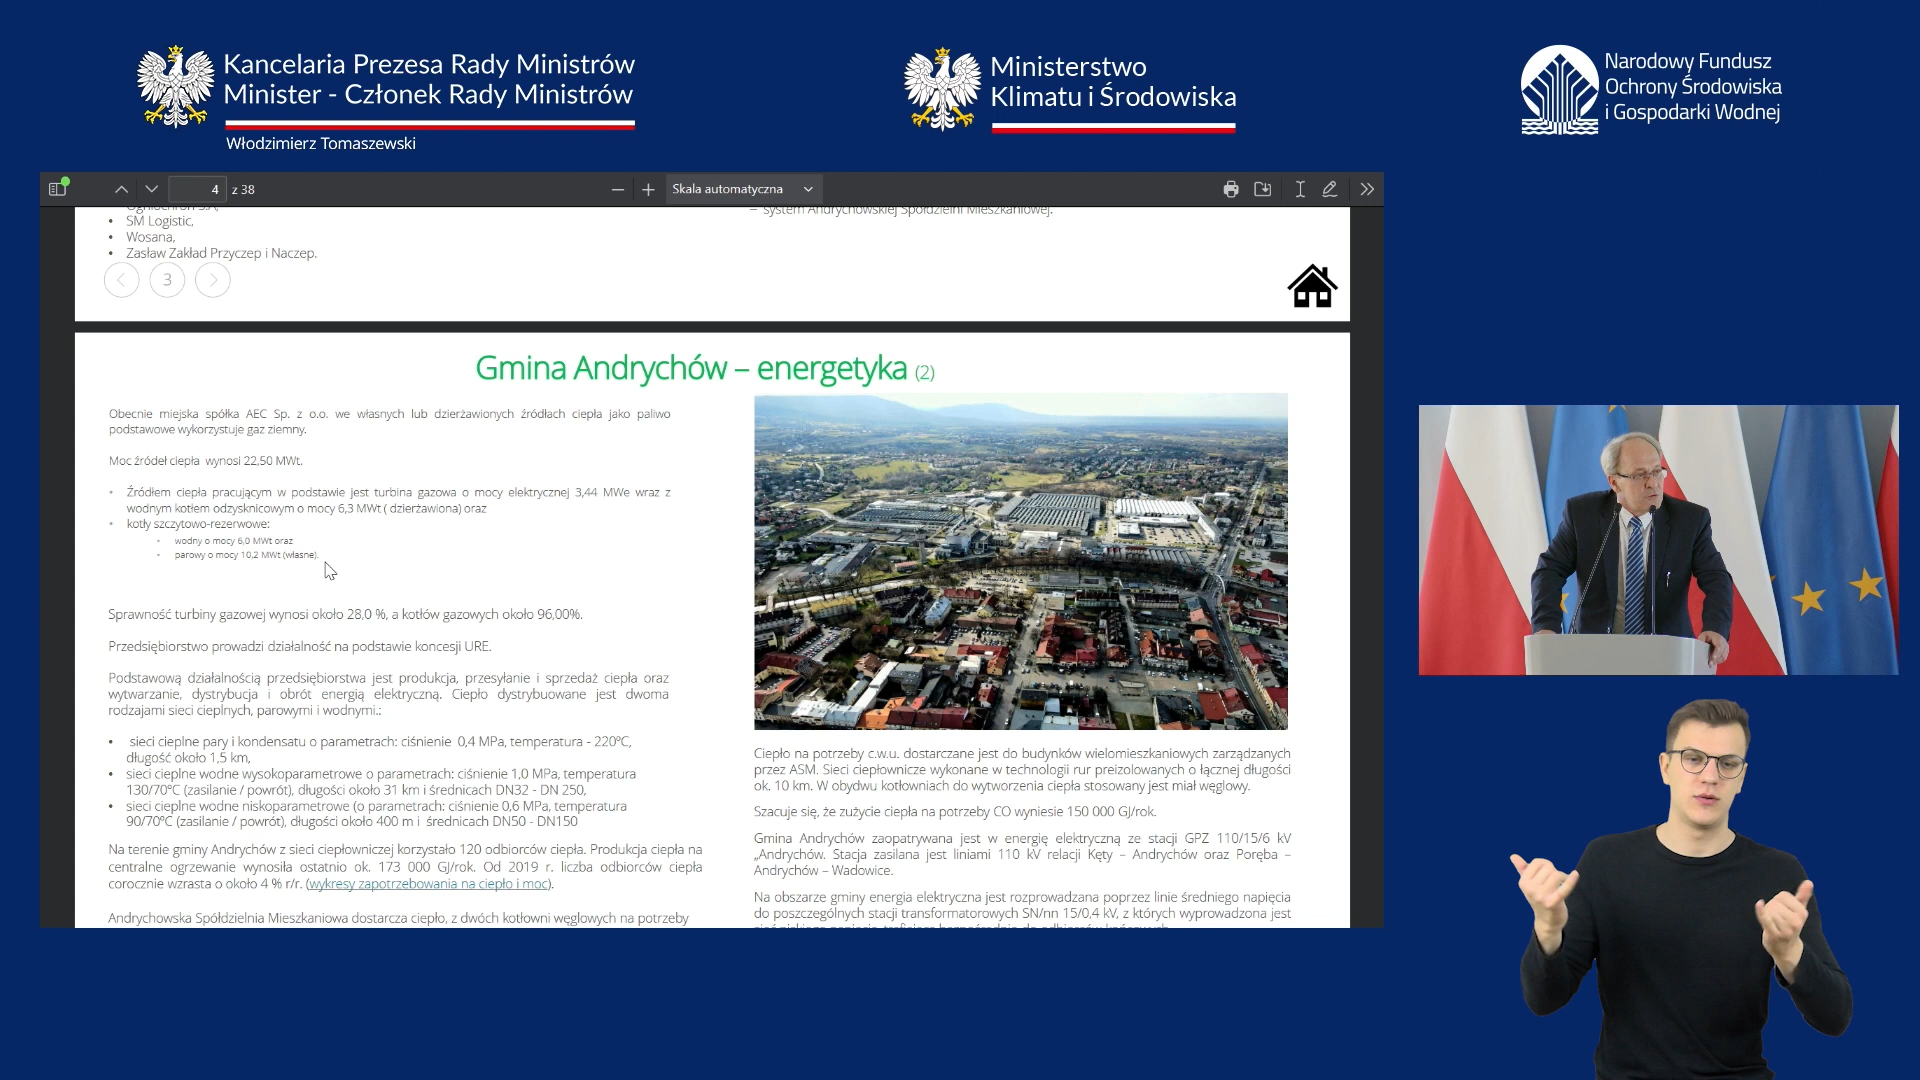 Kancelaria Prezesa Rady Ministrów
Minister - Członek Rady Ministrów
Włodzimierz Tomaszewski
Ministerstwo
Klimatu i Środowiska
Narodowy Fundusz
Ochrony Środowiska
i Gospodarki Wodnej
4 z 38
Skala automatyczna
• SM Logistic,
• Wosana,
• Zasław Zakład Przyczep i Naczep.
– system Andrychowskiej Spółdzielni Mieszkaniowej.
3
Gmina Andrychów – energetyka (2)
Obecnie miejska spółka AEC Sp. z o.o. we własnych lub dzierżawionych źródłach ciepła jako paliwo
podstawowe wykorzystuje gaz ziemny.
Moc źródeł ciepła wynosi 22,50 MWt.
• Źródłem ciepła pracującym w podstawie jest turbina gazowa o mocy elektrycznej 3,44 MWe wraz z
wodnym kotłem odzysknicowym o mocy 6,3 MWt ( dzierżawiona) oraz
• kotły szczytowo-rezerwowe:
• wodny o mocy 6,0 MWt oraz
• parowy o mocy 10,2 MWt (własne).
Sprawność turbiny gazowej wynosi około 28,0 %, a kotłów gazowych około 96,00%.
Przedsiębiorstwo prowadzi działalność na podstawie koncesji URE.
Podstawową działalnością przedsiębiorstwa jest produkcja, przesyłanie i sprzedaż ciepła oraz
wytwarzanie, dystrybucja i obrót energią elektryczną. Ciepło dystrybuowane jest dwoma
rodzajami sieci cieplnych, parowymi i wodnymi.:
• sieci cieplne pary i kondensatu o parametrach: ciśnienie 0,4 MPa, temperatura - 220ºC,
długość około 1,5 km,
• sieci cieplne wodne wysokoparametrowe o parametrach: ciśnienie 1,0 MPa, temperatura
130/70ºC (zasilanie / powrót), długości około 31 km i średnicach DN32 - DN 250,
• sieci cieplne wodne niskoparametrowe (o parametrach: ciśnienie 0,6 MPa, temperatura
90/70ºC (zasilanie / powrót), długości około 400 m i średnicach DN50 - DN150
Na terenie gminy Andrychów z sieci ciepłowniczej korzystało 120 odbiorców ciepła. Produkcja ciepła na
centralne ogrzewanie wynosiła ostatnio ok. 173 000 GJ/rok. Od 2019 r. liczba odbiorców ciepła
corocznie wzrasta o około 4 % r/r. (wykresy zapotrzebowania na ciepło i moc).
Andrychowska Spółdzielnia Mieszkaniowa dostarcza ciepło, z dwóch kotłowni węglowych na potrzeby
Ciepło na potrzeby c.w.u. dostarczane jest do budynków wielomieszkaniowych zarządzanych
przez ASM. Sieci ciepłownicze wykonane w technologii rur preizolowanych o łącznej długości
ok. 10 km. W obydwu kotłowniach do wytworzenia ciepła stosowany jest miał węglowy.
Szacuje się, że zużycie ciepła na potrzeby CO wyniesie 150 000 GJ/rok.
Gmina Andrychów zaopatrywana jest w energię elektryczną ze stacji GPZ 110/15/6 kV
„Andrychów. Stacja zasilana jest liniami 110 kV relacji Kęty – Andrychów oraz Poręba –
Andrychów – Wadowice.
Na obszarze gminy energia elektryczna jest rozprowadzana poprzez linie średniego napięcia
do poszczególnych stacji transformatorowych SN/nn 15/0,4 kV, z których wyprowadzona jest